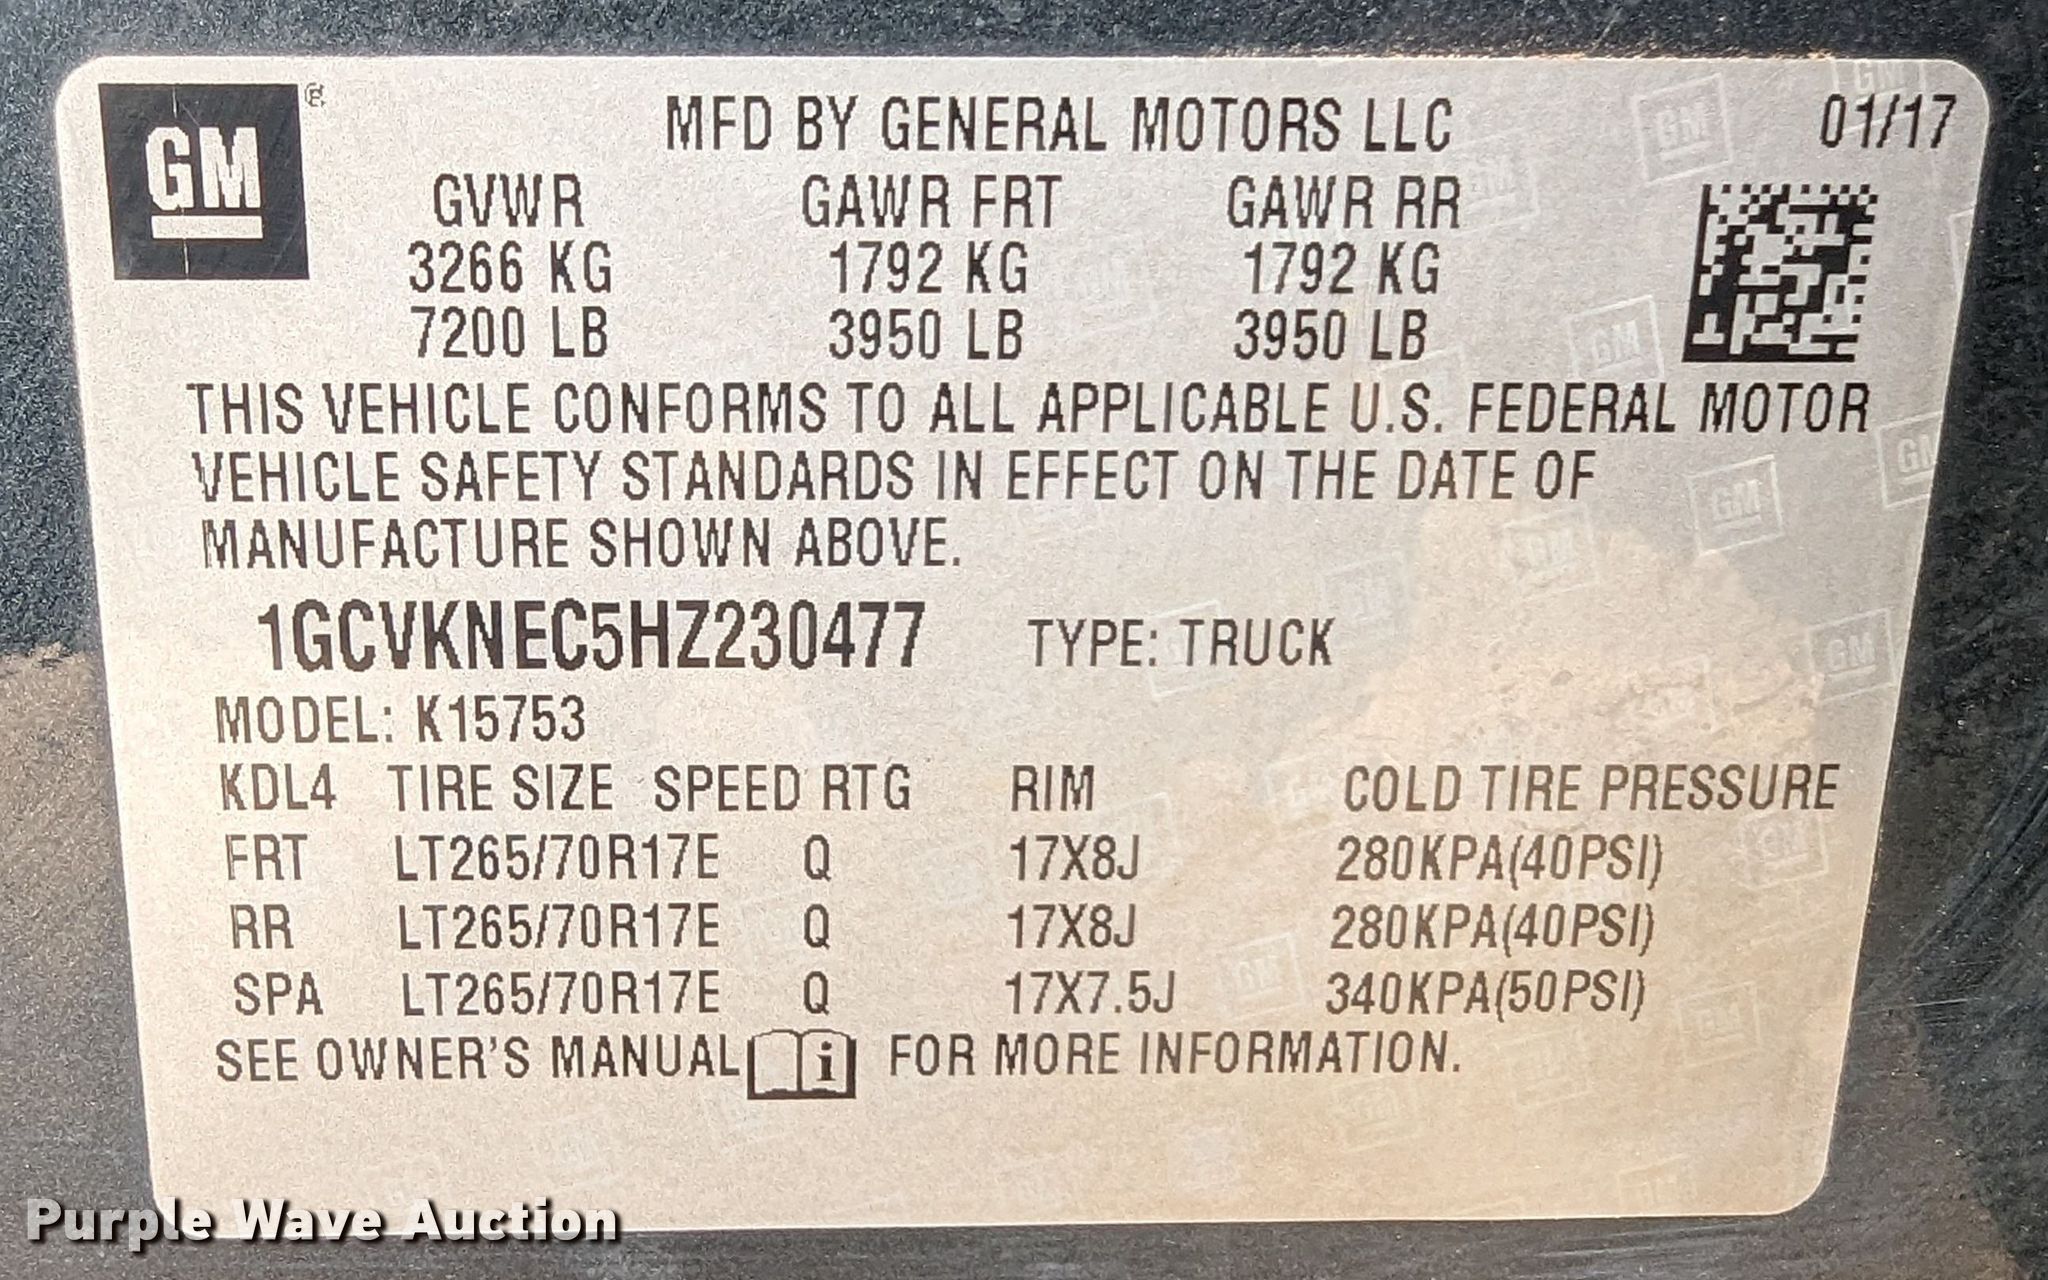 GM
MFD BY GENERAL MOTORS LLC 01/17
GVWR GAWR FRT GAWR RR
3266 KG 1792 KG 1792 KG
7200 LB 3950 LB 3950 LB
THIS VEHICLE CONFORMS TO ALL APPLICABLE U.S. FEDERAL MOTOR
VEHICLE SAFETY STANDARDS IN EFFECT ON THE DATE OF
MANUFACTURE SHOWN ABOVE.
1GCVKNEC5HZ230477 TYPE: TRUCK
MODEL: K15753
KDL4 TIRE SIZE SPEED RTG RIM COLD TIRE PRESSURE
FRT LT265/70R17E Q 17X8J 280KPA(40PSI)
RR LT265/70R17E Q 17X8J 280KPA(40PSI)
SPA LT265/70R17E Q 17X7.5J 340KPA(50PSI)
SEE OWNER'S MANUAL i FOR MORE INFORMATION.
Purple Wave Auction